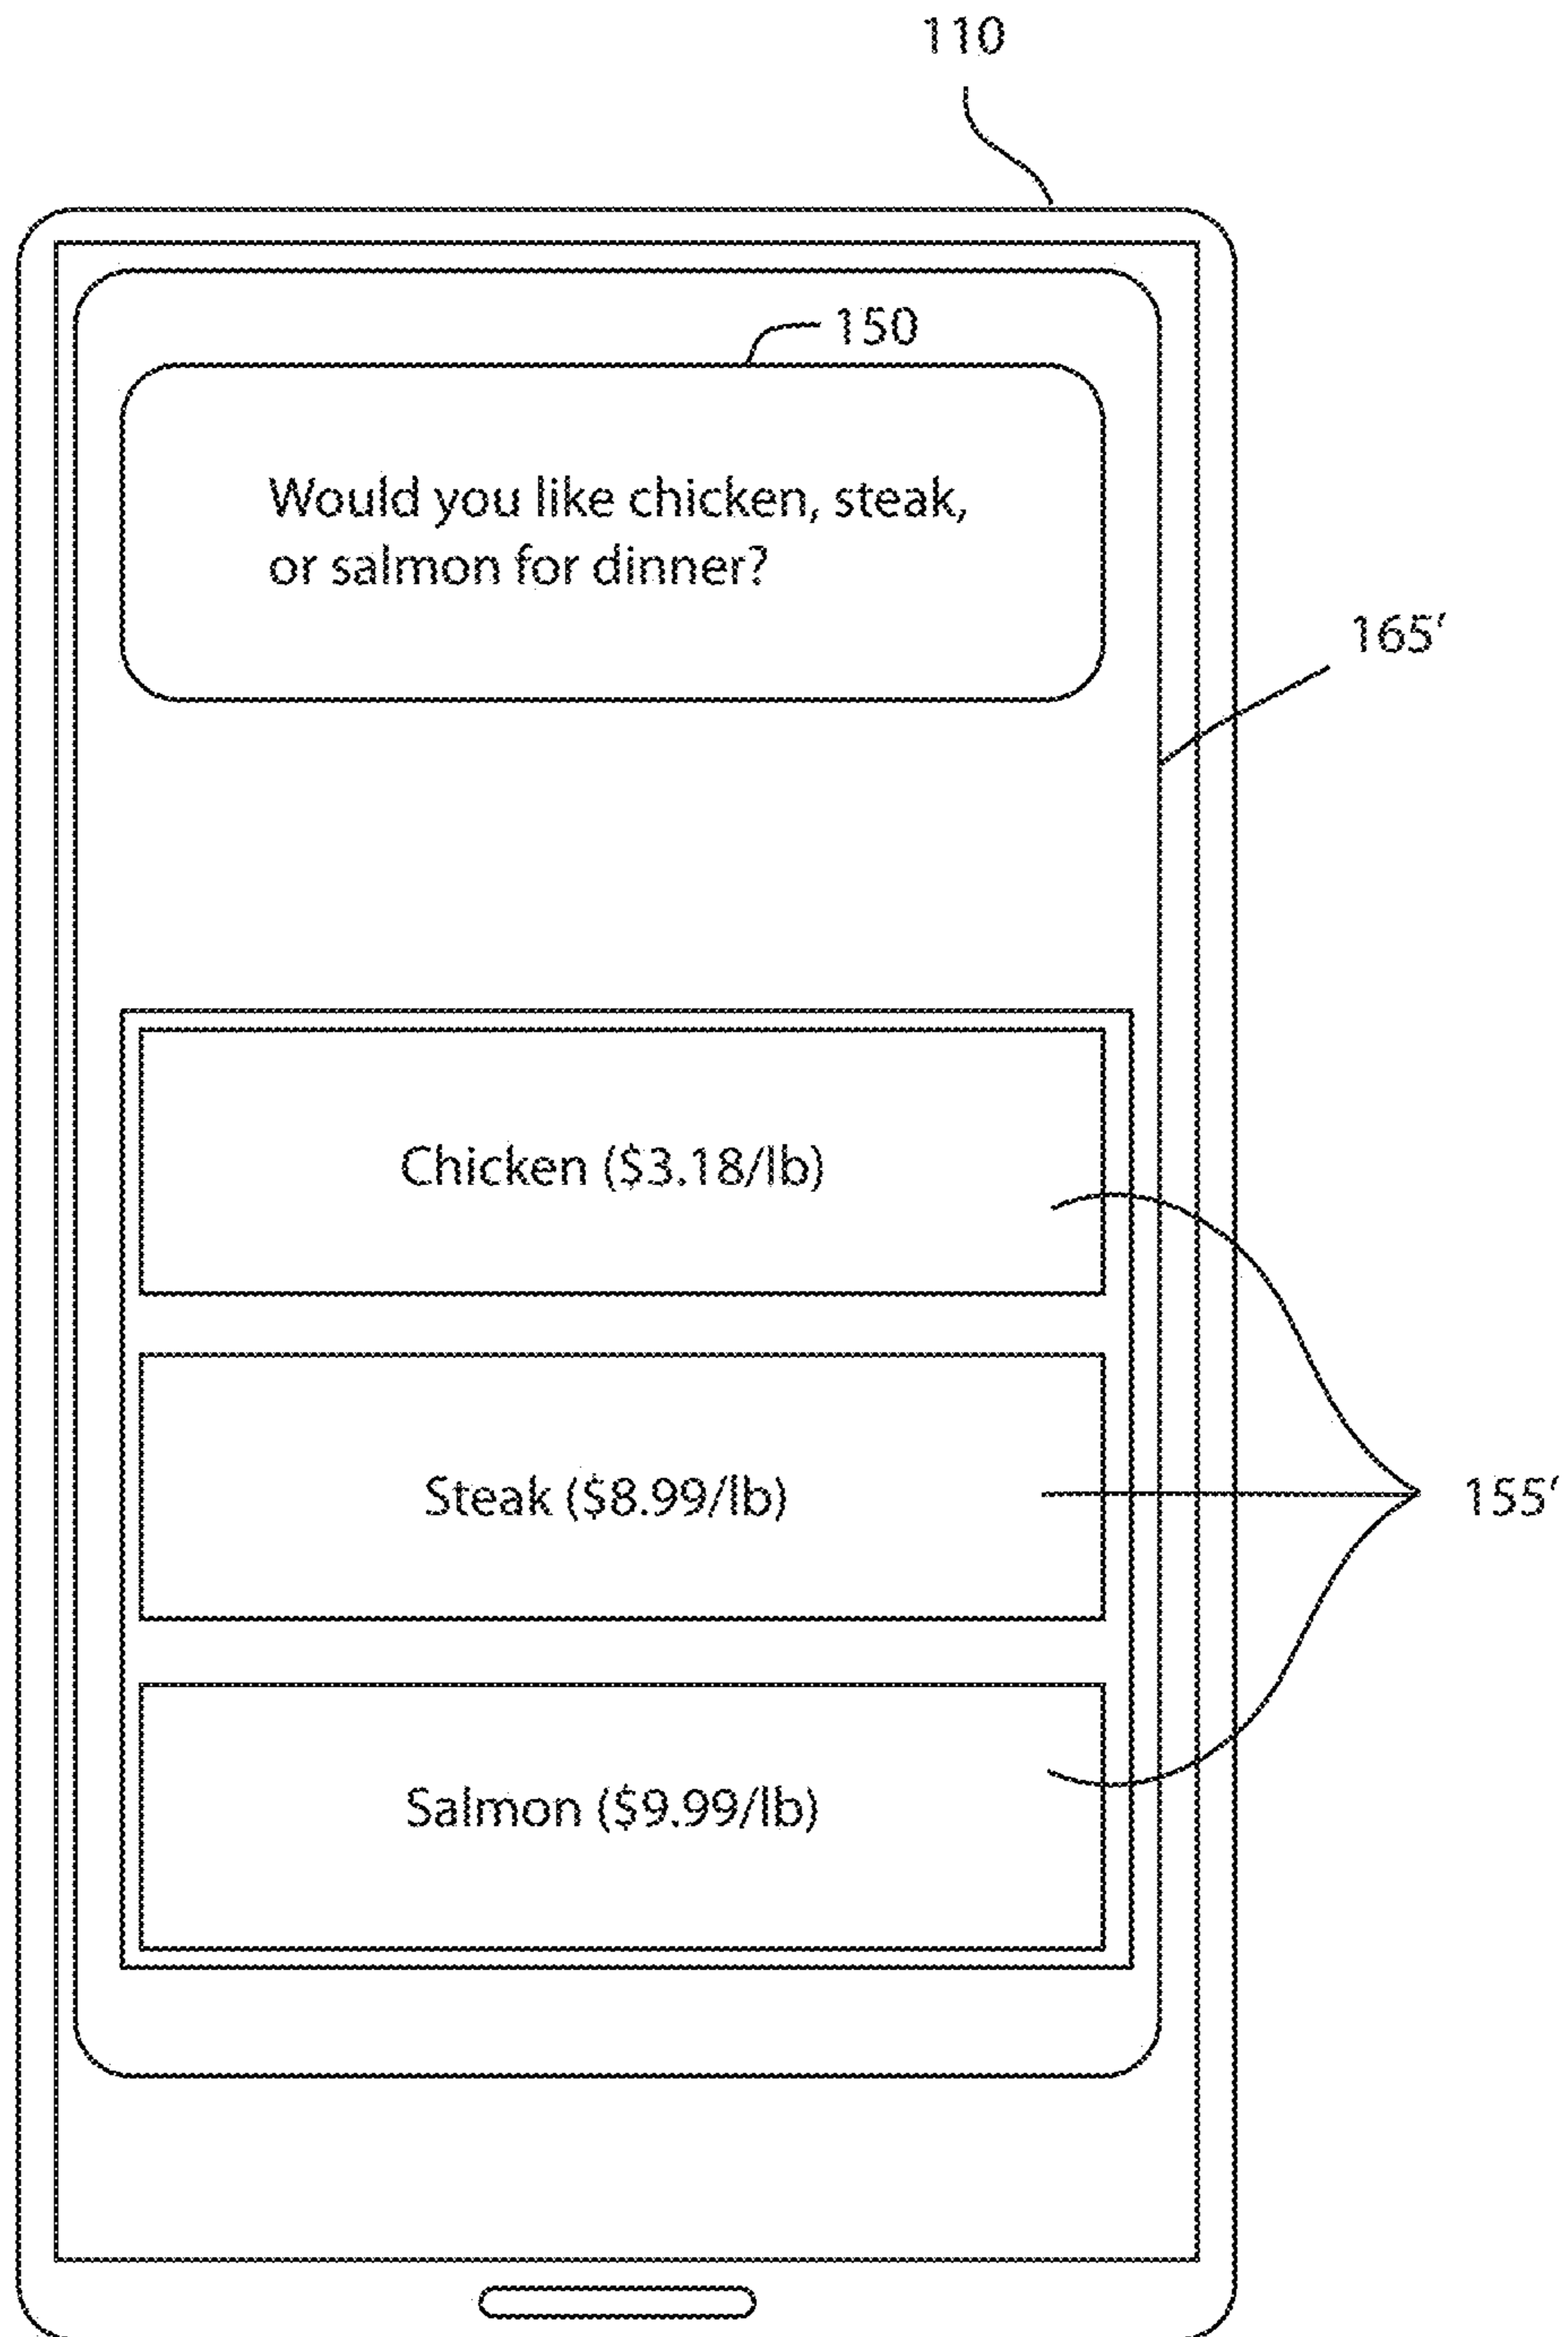 110
150
Would you like chicken, steak,
or salmon for dinner?
165'
Chicken ($3.18/lb)
Steak ($8.99/lb)
155'
Salmon ($9.99/lb)